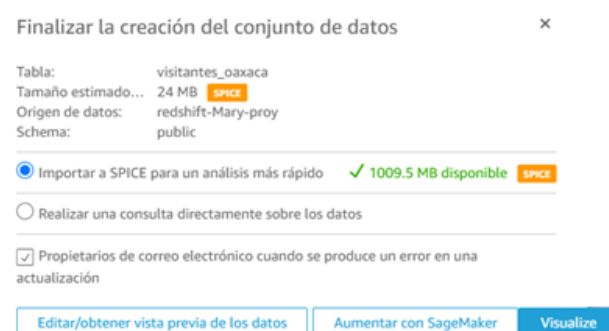 Finalizar la creación del conjunto de datos ×
Tabla: visitantes_oaxaca
Tamaño estimado... 24 MB SPICE
Origen de datos: redshift-Mary-proy
Schema: public
Importar a SPICE para un análisis más rápido ✓ 1009.5 MB disponible SPICE
Realizar una consulta directamente sobre los datos
Propietarios de correo electrónico cuando se produce un error en una
actualización
Editar/obtener vista previa de los datos Aumentar con SageMaker Visualize